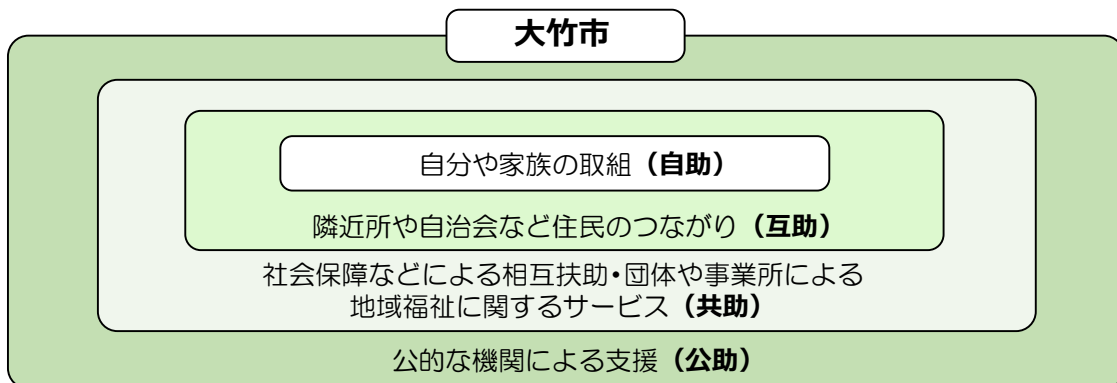 大竹市
自分や家族の取組（自助）
隣近所や自治会など住民のつながり（互助）
社会保障などによる相互扶助・団体や事業所による
地域福祉に関するサービス（共助）
公的な機関による支援（公助）